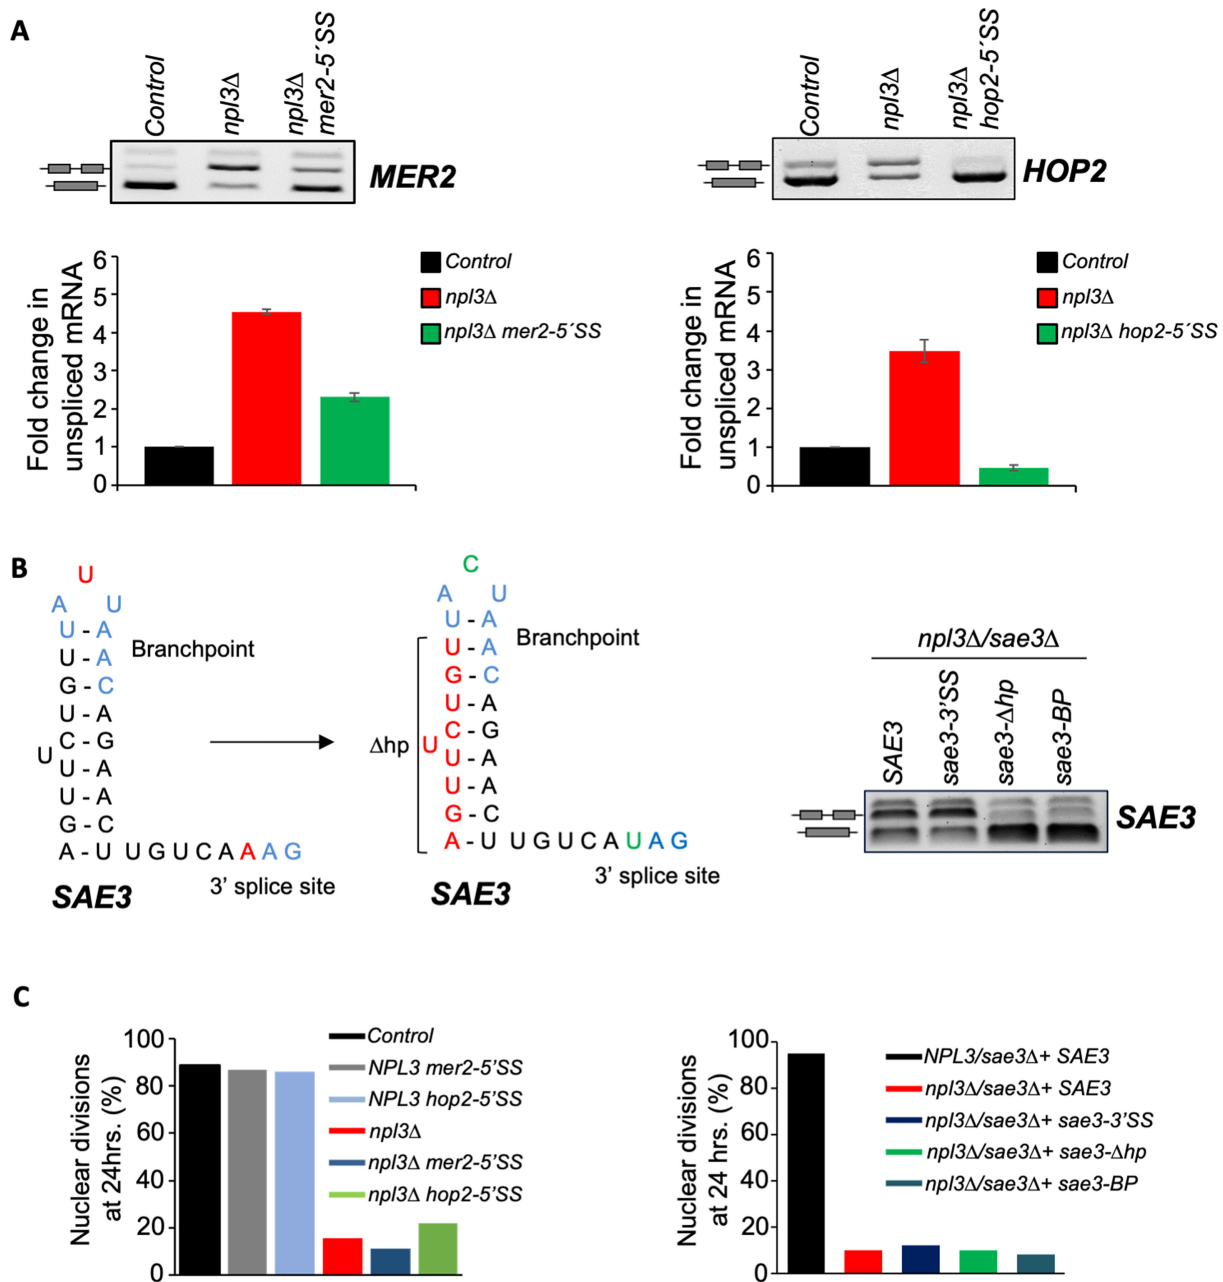 A
Control
npl3Δ
npl3Δ
mer2-5´SS
MER2
Control
npl3Δ
npl3Δ
hop2-5´SS
HOP2
Fold change in
unspliced mRNA
6
5
4
3
2
1
0
Control
npl3Δ
npl3Δ mer2-5´SS
Fold change in
unspliced mRNA
6
5
4
3
2
1
0
Control
npl3Δ
npl3Δ hop2-5´SS
B
U
A U
U - A
U - A
G - C
U - A
C - G
U
U - A
U - A
G - C
A - U U G U C A A A G
Branchpoint
3' splice site
SAE3
C
A U
U - A
U - A
G - C
U - A
C - G
U
U - A
U - A
G - C
A - U U G U C A U A G
Δhp
Branchpoint
3' splice site
SAE3
npl3Δ/sae3Δ
SAE3
sae3-3'SS
sae3-Δhp
sae3-BP
SAE3
C
Nuclear divisions
at 24hrs. (%)
100
80
60
40
20
0
Control
NPL3 mer2-5'SS
NPL3 hop2-5'SS
npl3Δ
npl3Δ mer2-5'SS
npl3Δ hop2-5'SS
Nuclear divisions
at 24 hrs. (%)
100
80
60
40
20
0
NPL3/sae3Δ+ SAE3
npl3Δ/sae3Δ+ SAE3
npl3Δ/sae3Δ+ sae3-3'SS
npl3Δ/sae3Δ+ sae3-Δhp
npl3Δ/sae3Δ+ sae3-BP